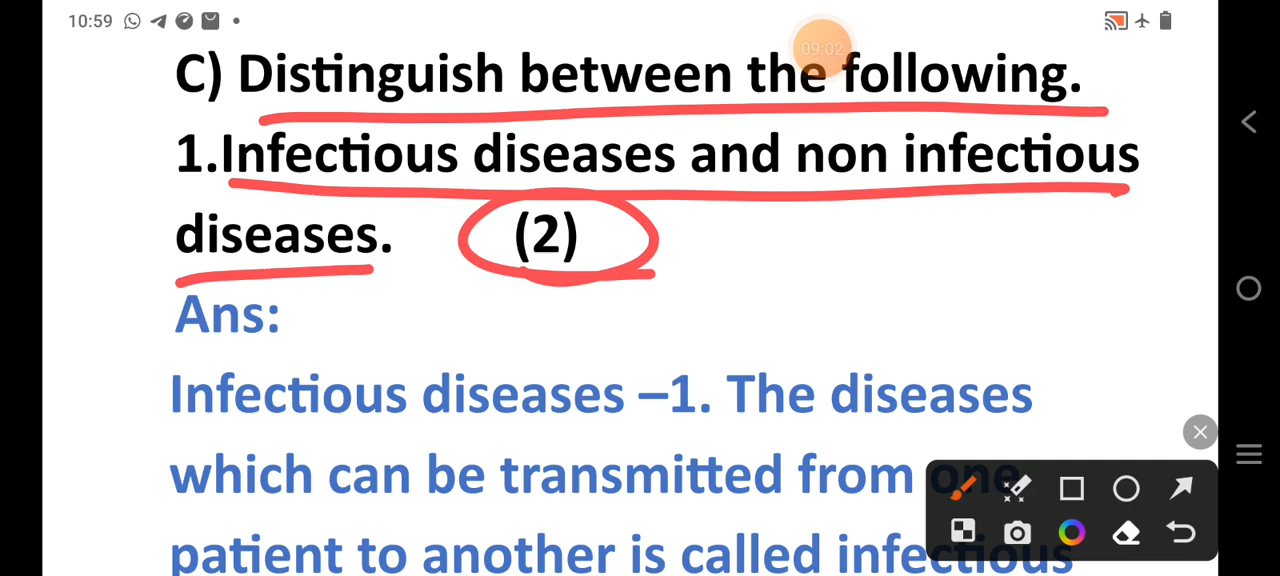 10:59
09:02
C) Distinguish between the following.
1.Infectious diseases and non infectious
diseases. (2)
Ans:
Infectious diseases –1. The diseases
which can be transmitted from one
patient to another is called infectious